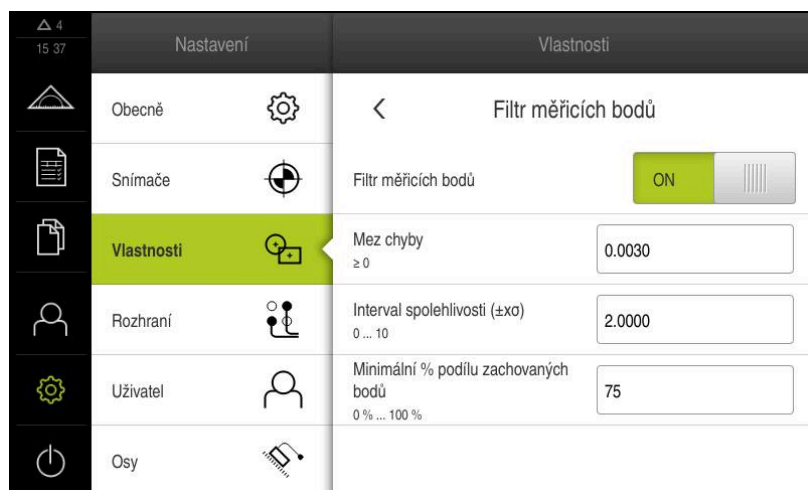 4
15 37
Nastavení
Vlastnosti
Obecně
Snímače
Vlastnosti
Rozhraní
Uživatel
Osy
Filtr měřicích bodů
Filtr měřicích bodů
ON
Mez chyby
≥ 0
0.0030
Interval spolehlivosti (±xσ)
0 ... 10
2.0000
Minimální % podílu zachovaných
bodů
0 % ... 100 %
75